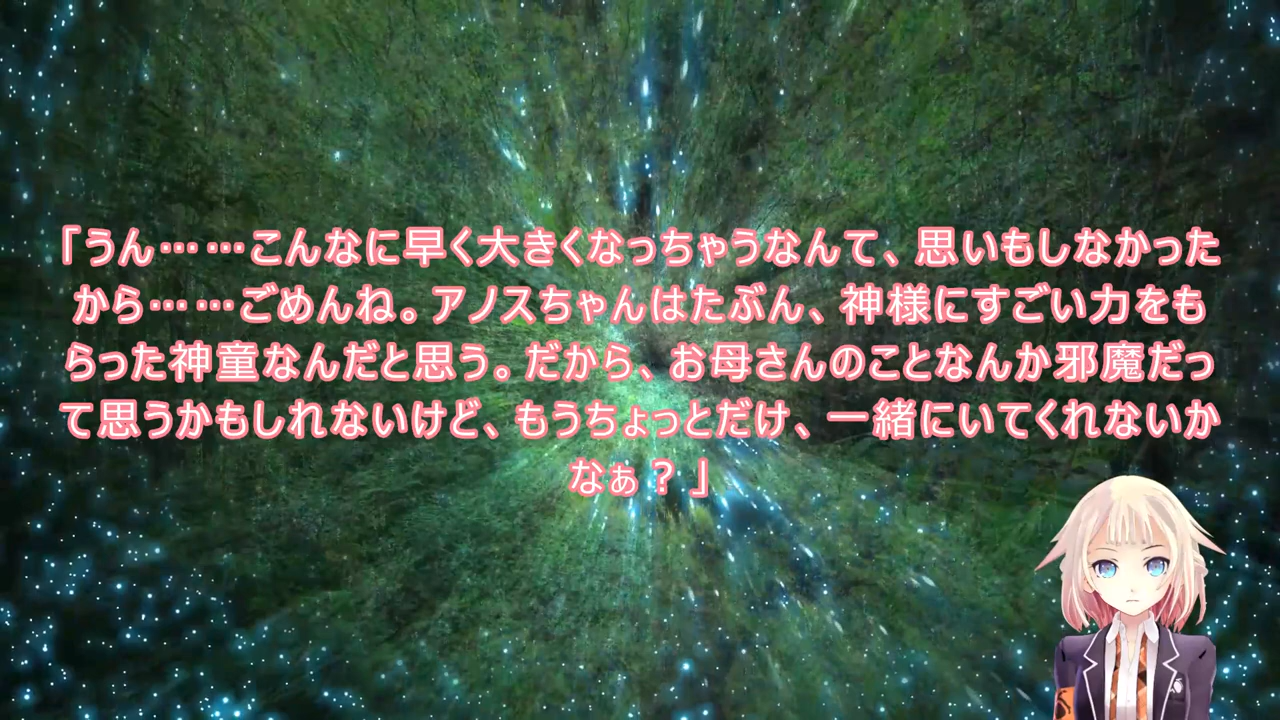 「うん……こんなに早く大きくなっちゃうなんて、思いもしなかった
から……ごめんね。アノスちゃんはたぶん、神様にすごい力をも
らった神童なんだと思う。だから、お母さんのことなんか邪魔だっ
て思うかもしれないけど、もうちょっとだけ、一緒にいてくれないか
なぁ？」